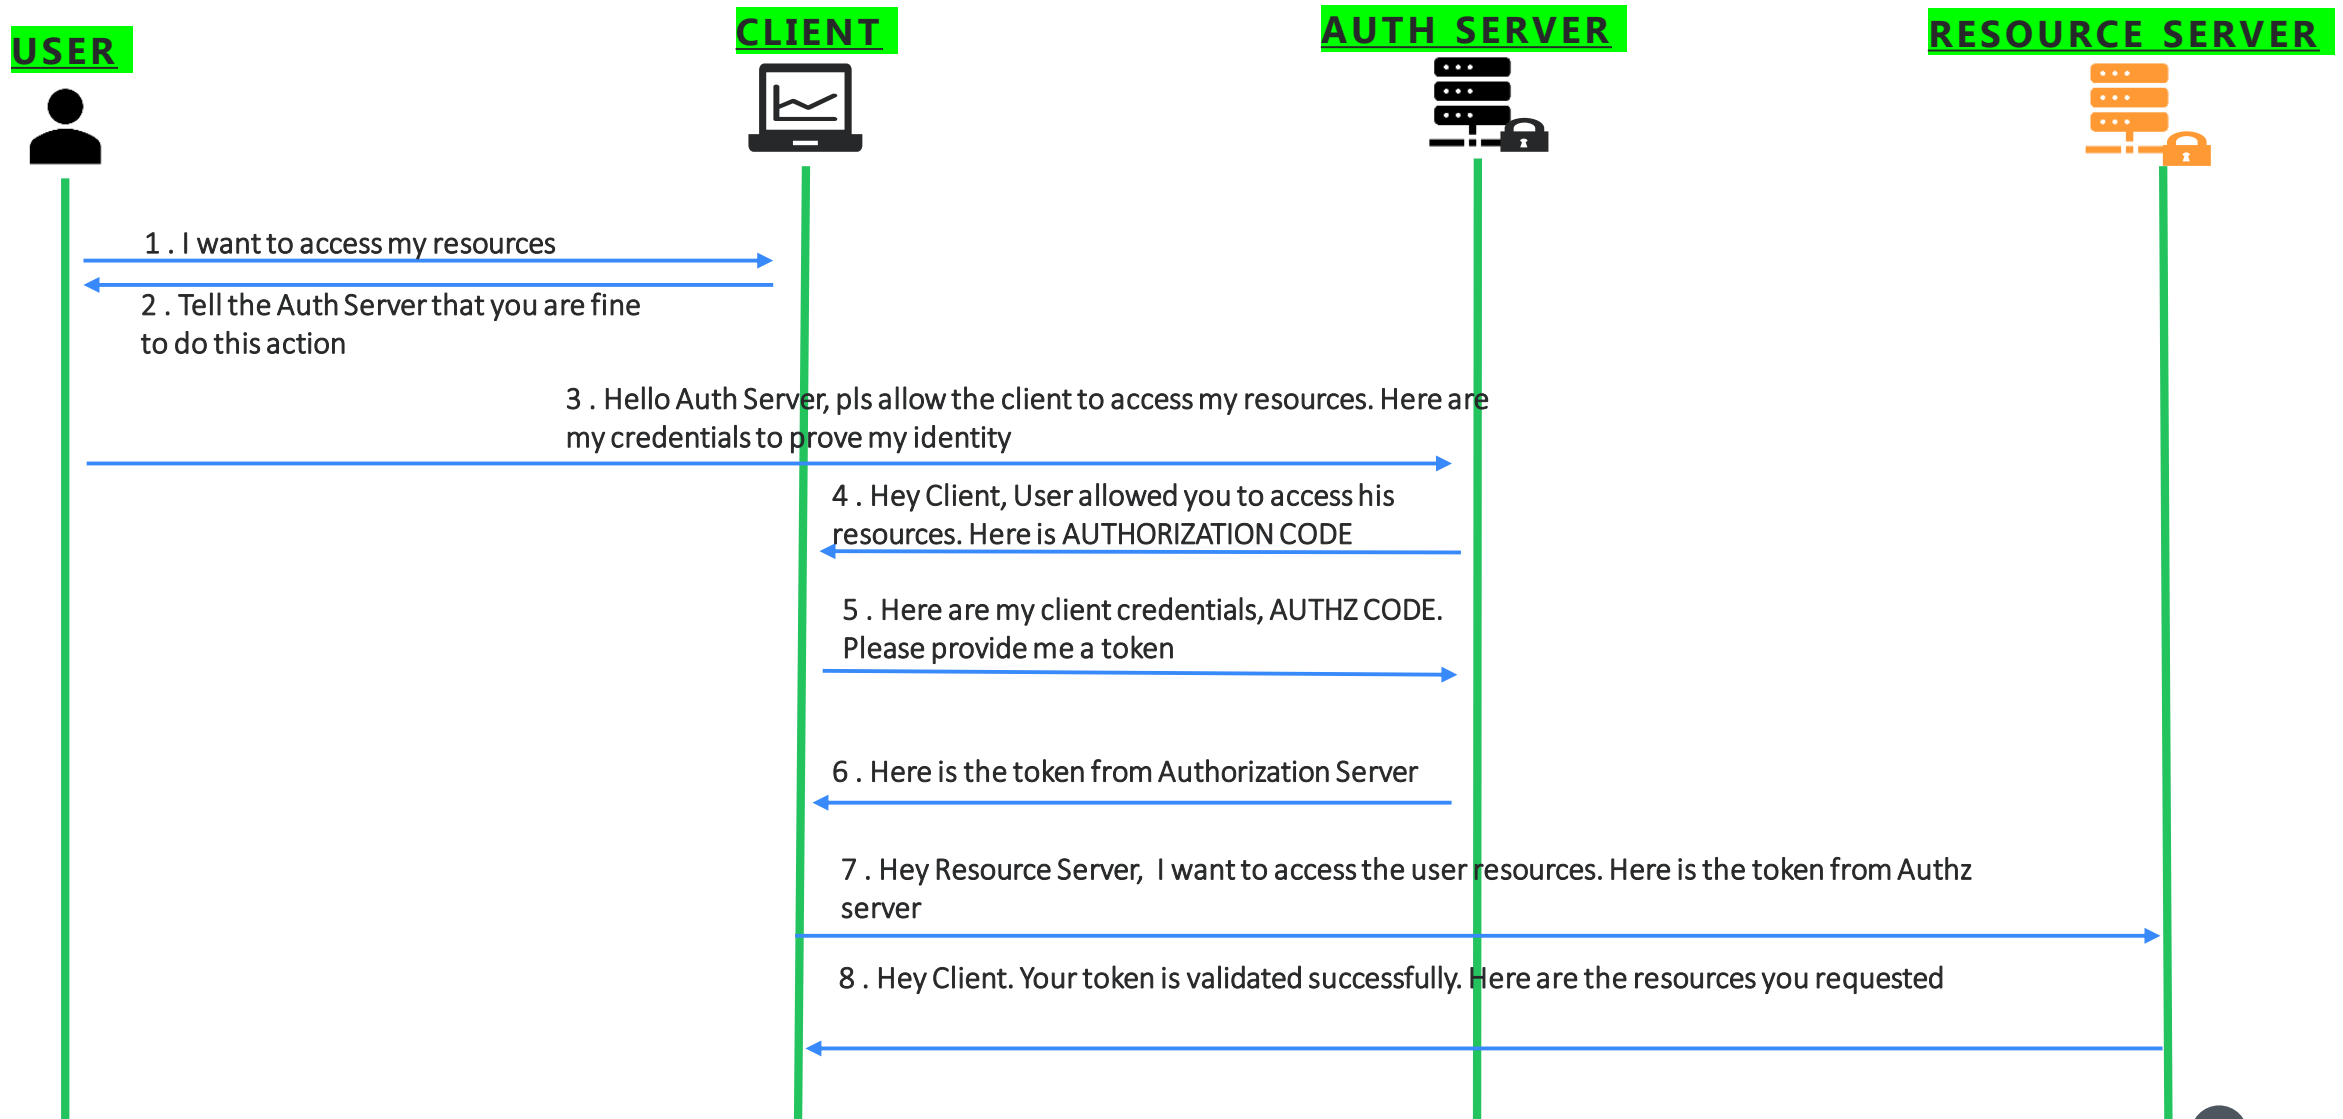 USER
CLIENT
AUTH SERVER
RESOURCE SERVER
1 . I want to access my resources
2 . Tell the Auth Server that you are fine
to do this action
3 . Hello Auth Server, pls allow the client to access my resources. Here are
my credentials to prove my identity
4 . Hey Client, User allowed you to access his
resources. Here is AUTHORIZATION CODE
5 . Here are my client credentials, AUTHZ CODE.
Please provide me a token
6 . Here is the token from Authorization Server
7 . Hey Resource Server,  I want to access the user resources. Here is the token from Authz
server
8 . Hey Client. Your token is validated successfully. Here are the resources you requested